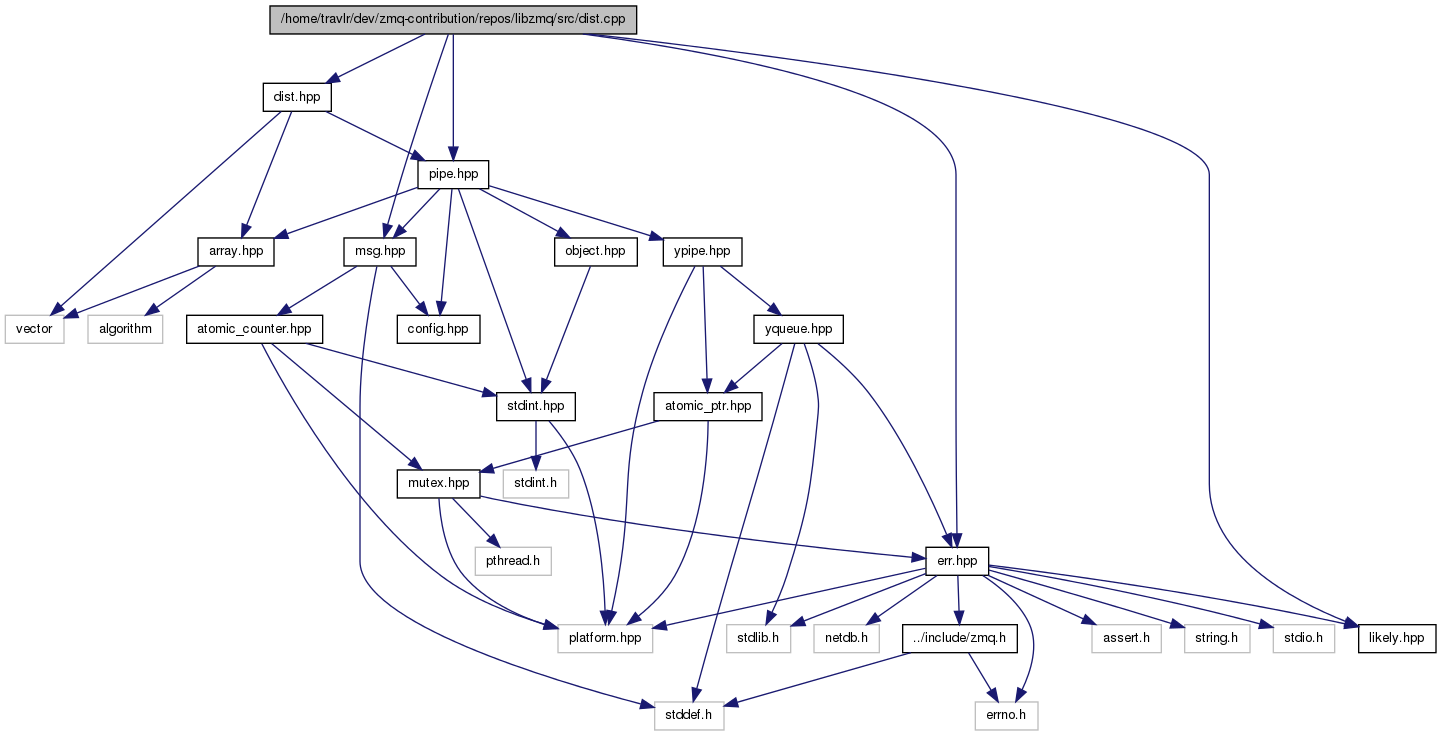 /home/travlr/dev/zmq-contribution/repos/libzmq/src/dist.cpp
dist.hpp
pipe.hpp
array.hpp
msg.hpp
object.hpp
ypipe.hpp
vector
algorithm
atomic_counter.hpp
config.hpp
yqueue.hpp
stdint.hpp
atomic_ptr.hpp
mutex.hpp
stdint.h
pthread.h
err.hpp
platform.hpp
stdlib.h
netdb.h
../include/zmq.h
assert.h
string.h
stdio.h
likely.hpp
stddef.h
errno.h